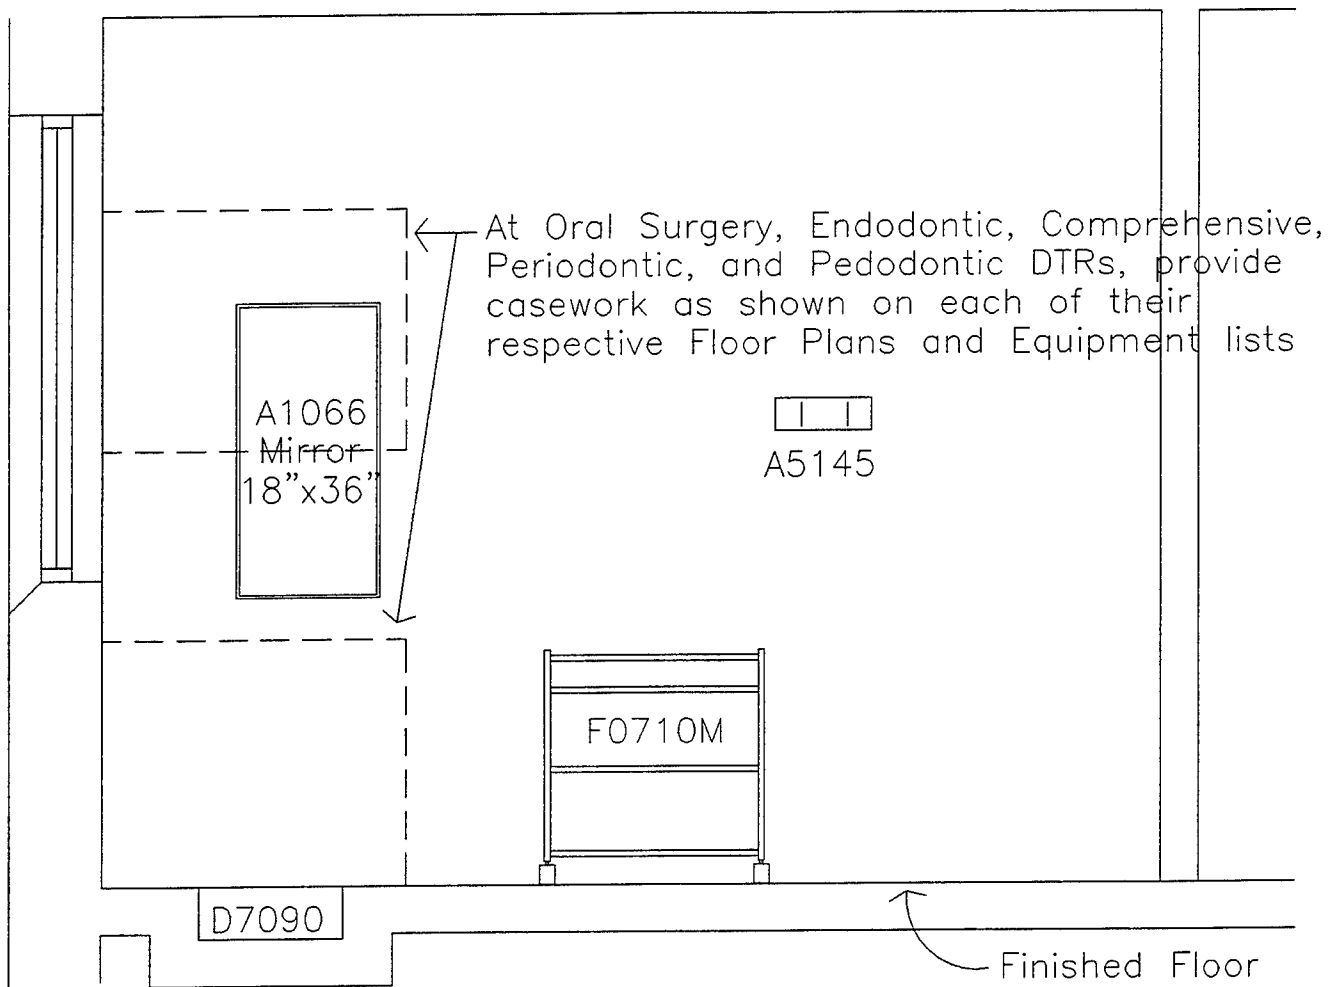 At Oral Surgery, Endodontic, Comprehensive,
Periodontic, and Pedodontic DTRs, provide
casework as shown on each of their
respective Floor Plans and Equipment lists
A1066
Mirror
18"x36"
A5145
F0710M
D7090
Finished Floor